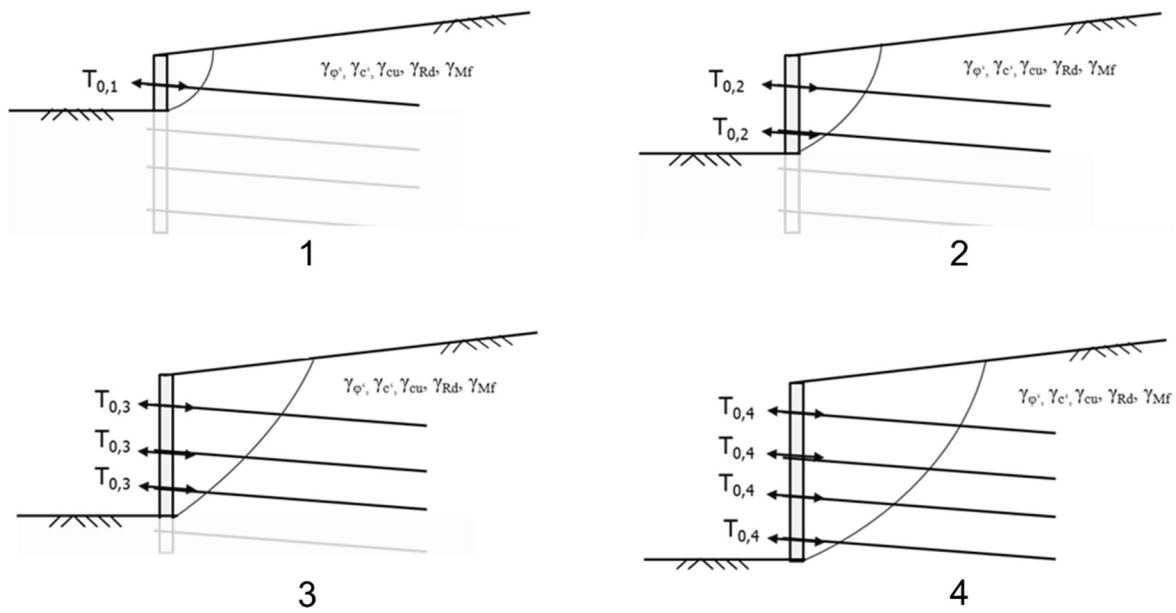 T0,1
γφ‘, γc‘, γcu, γRd, γMf
1
T0,2
T0,2
γφ‘, γc‘, γcu, γRd, γMf
2
T0,3
T0,3
T0,3
γφ‘, γc‘, γcu, γRd, γMf
3
T0,4
T0,4
T0,4
T0,4
γφ‘, γc‘, γcu, γRd, γMf
4